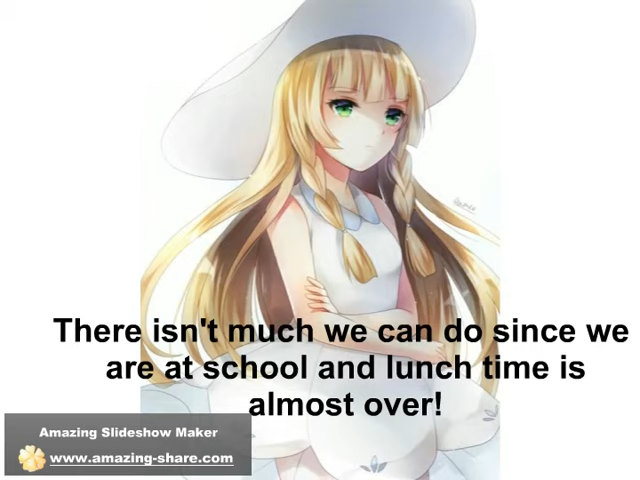 There isn't much we can do since we
are at school and lunch time is
almost over!
Amazing Slideshow Maker
www.amazing-share.com